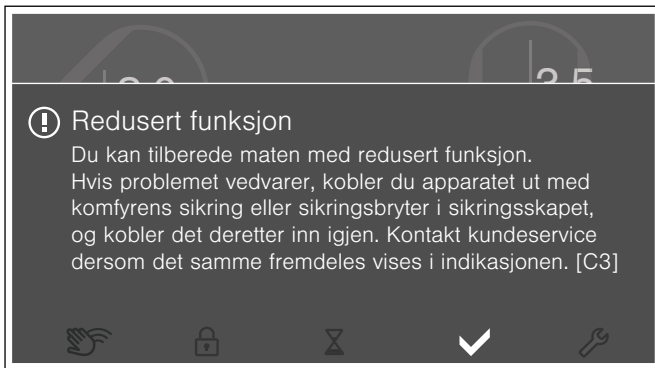 Redusert funksjon
Du kan tilberede maten med redusert funksjon.
Hvis problemet vedvarer, kobler du apparatet ut med
komfyrens sikring eller sikringsbryter i sikringsskapet,
og kobler det deretter inn igjen. Kontakt kundeservice
dersom det samme fremdeles vises i indikasjonen. [C3]